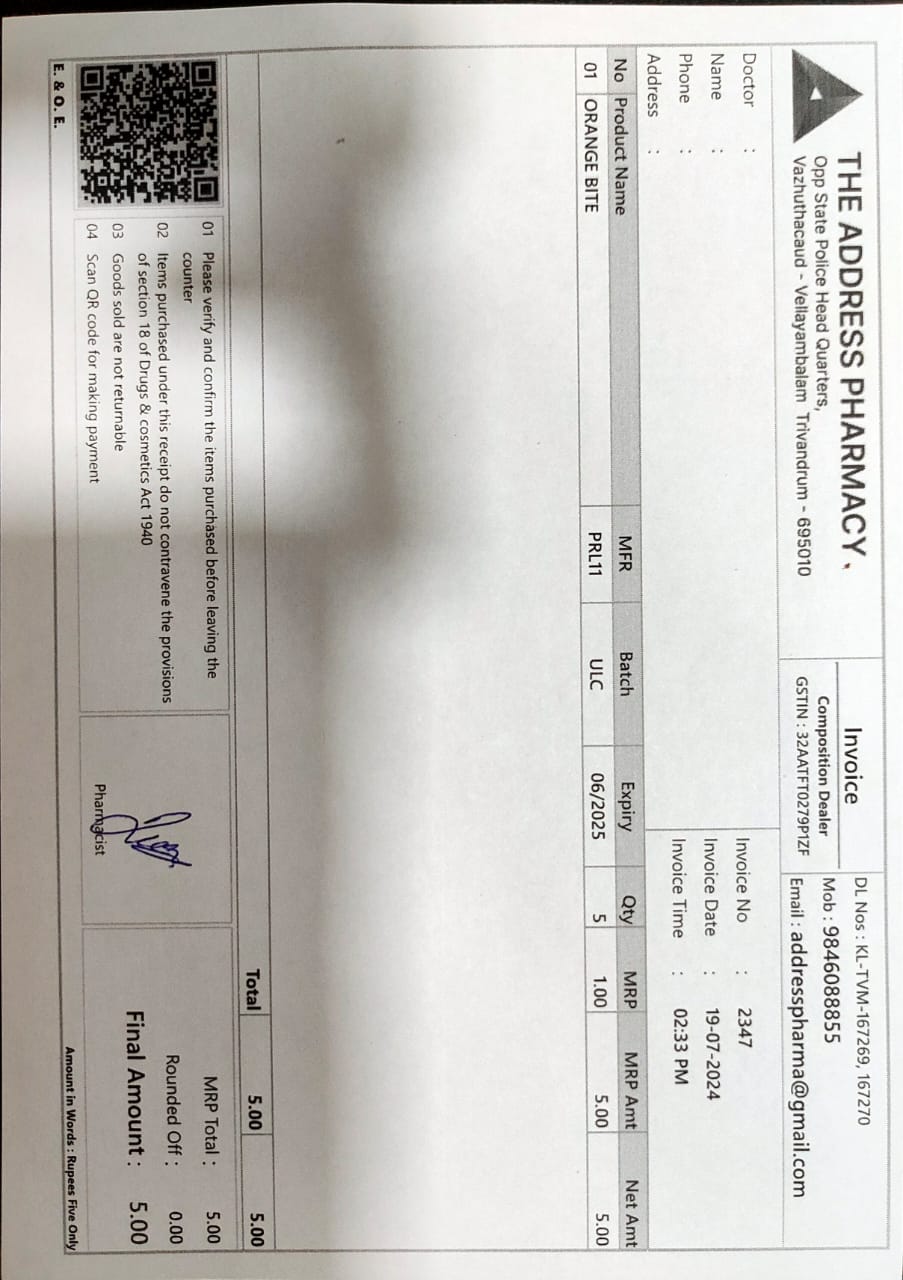 THE ADDRESS PHARMACY.
Opp State Police Head Quarters,
Vazhuthacaud - Vellayambalam Trivandrum - 695010
Invoice
Composition Dealer
GSTIN : 32AATFT0279P1ZF
DL Nos : KL-TVM-167269, 167270
Mob : 9846088855
Email : addresspharma@gmail.com
Doctor :
Name :
Phone :
Address :
Invoice No : 2347
Invoice Date : 19-07-2024
Invoice Time : 02:33 PM
No Product Name MFR Batch Expiry Qty MRP MRP Amt Net Amt
01 ORANGE BITE PRL11 ULC 06/2025 5 1.00 5.00 5.00
Total 5.00 5.00
01 Please verify and confirm the items purchased before leaving the
counter
02 Items purchased under this receipt do not contravene the provisions
of section 18 of Drugs & cosmetics Act 1940
03 Goods sold are not returnable
04 Scan QR code for making payment
E. & O. E.
Pharmacist
MRP Total : 5.00
Rounded Off : 0.00
Final Amount : 5.00
Amount in Words : Rupees Five Only